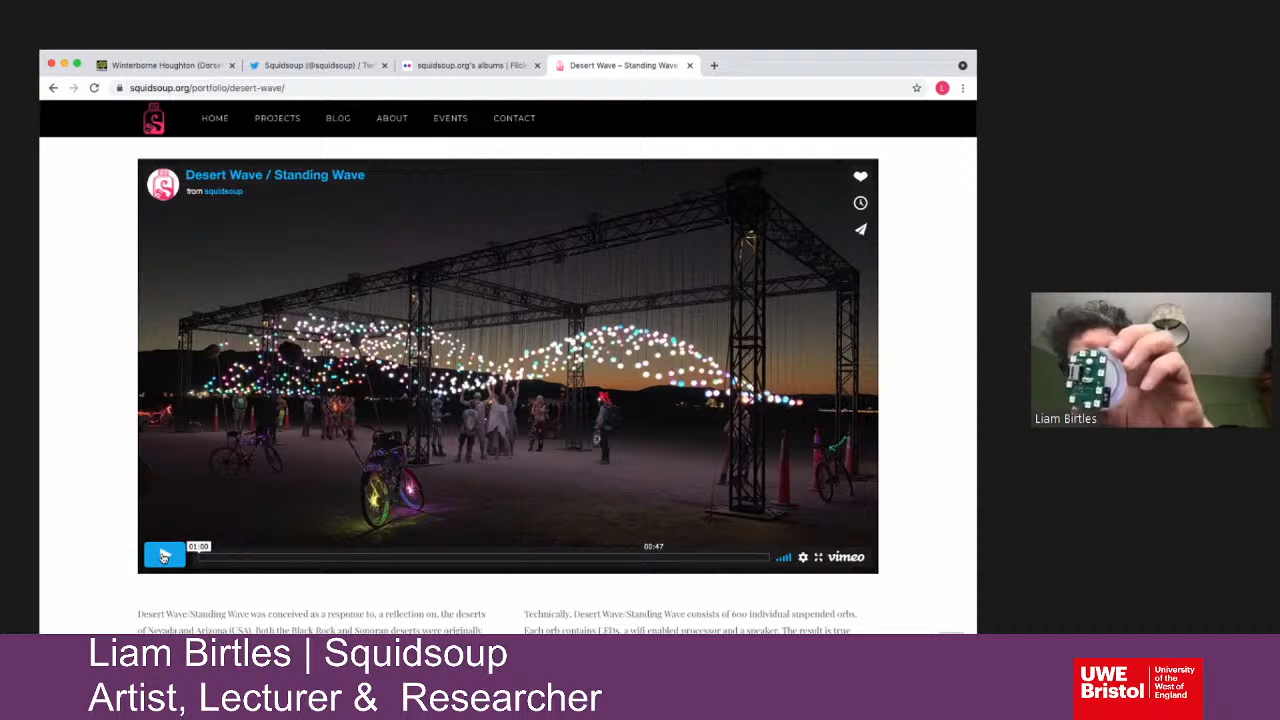 Winterborne Houghton (Dorset
Squidsoup (@squidsoup) / Tw
squidsoup.org's albums | Flick
Desert Wave – Standing Wave
squidsoup.org/portfolio/desert-wave/
L
S
HOME
PROJECTS
BLOG
ABOUT
EVENTS
CONTACT
Desert Wave / Standing Wave
from squidsoup
01:00
00:47
vimeo
Desert Wave/Standing Wave was conceived as a response to, a reflection on, the deserts
of Nevada and Arizona (USA). Both the Black Rock and Sonoran deserts were originally
Technically, Desert Wave/Standing Wave consists of 600 individual suspended orbs.
Each orb contains LEDs, a wifi enabled processor and a speaker. The result is true
Liam Birtles
Liam Birtles | Squidsoup
Artist, Lecturer & Researcher
UWE
Bristol
University
of the
West of
England